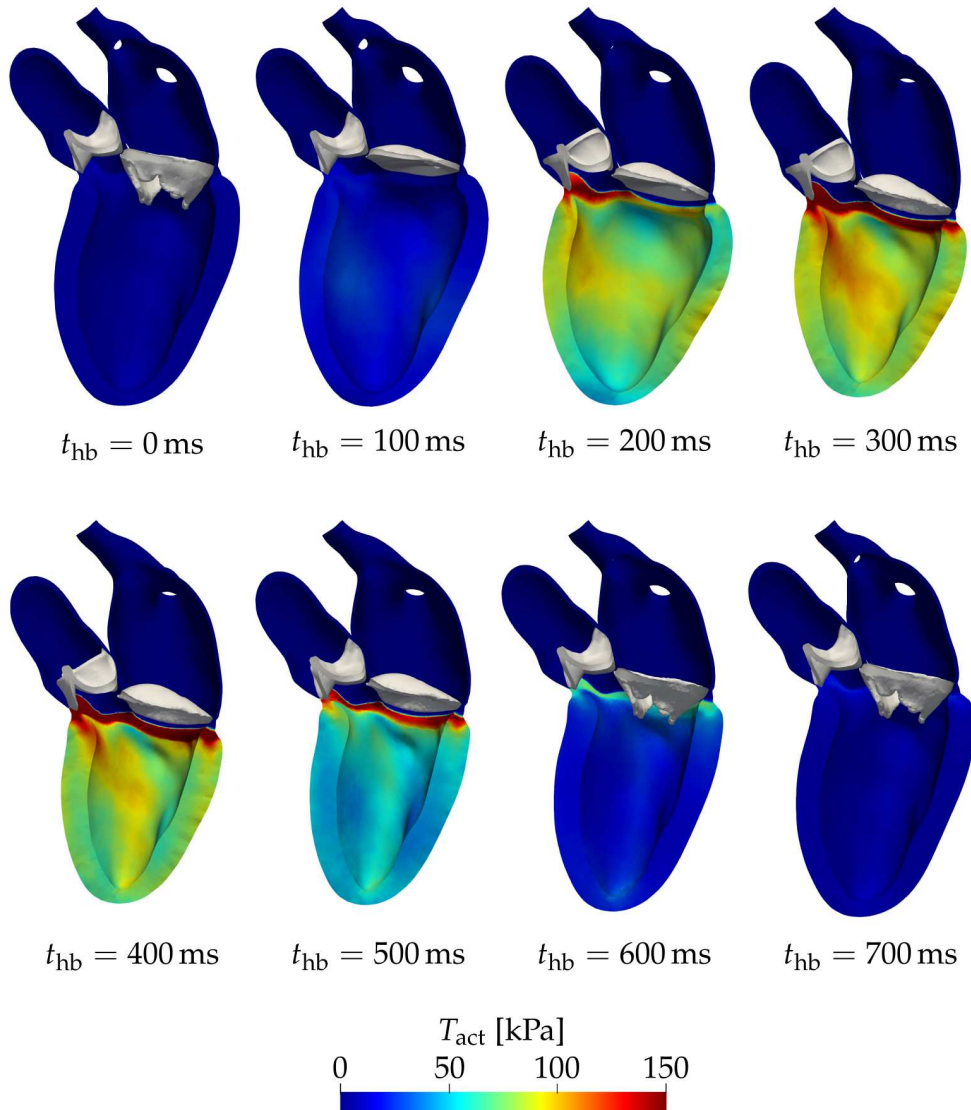 t_hb = 0 ms
t_hb = 100 ms
t_hb = 200 ms
t_hb = 300 ms
t_hb = 400 ms
t_hb = 500 ms
t_hb = 600 ms
t_hb = 700 ms
T_act [kPa]
0 50 100 150